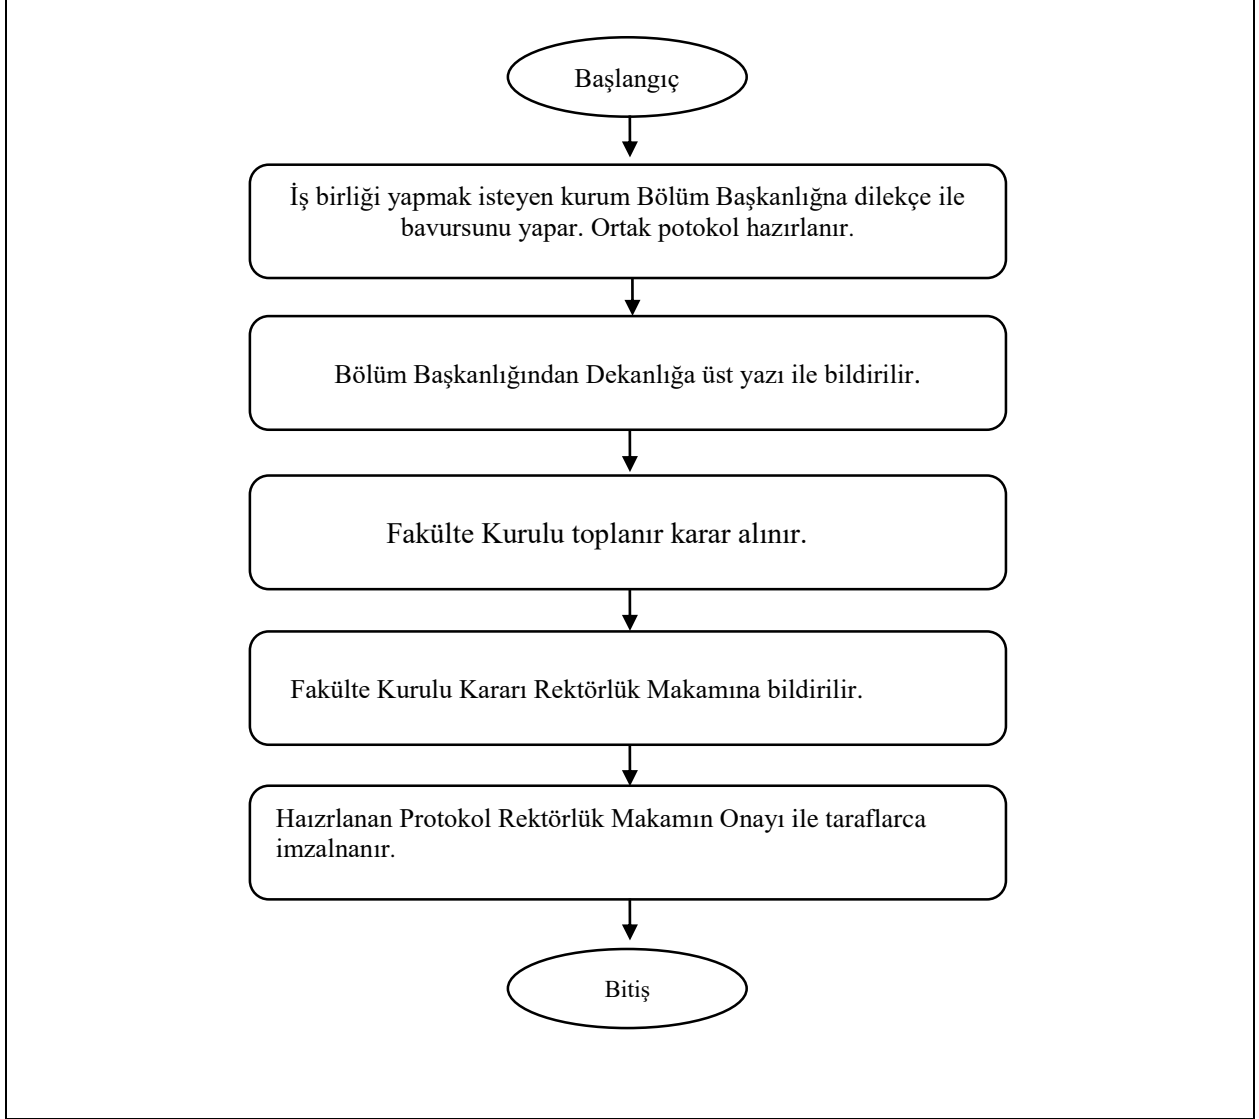 Başlangıç
İş birliği yapmak isteyen kurum Bölüm Başkanlığna dilekçe ile
bavursunu yapar. Ortak potokol hazırlanır.
Bölüm Başkanlığından Dekanlığa üst yazı ile bildirilir.
Fakülte Kurulu toplanır karar alınır.
Fakülte Kurulu Kararı Rektörlük Makamına bildirilir.
Haızrlanan Protokol Rektörlük Makamın Onayı ile taraflarca
imzalnanır.
Bitiş